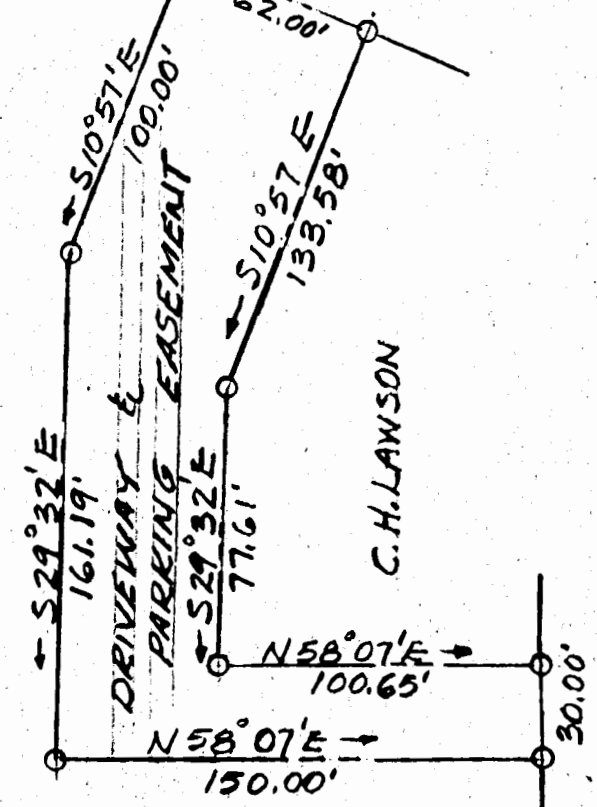 62.00'
← S10°57'E
100.00'
← S10°57 E
133.58'
DRIVEWAY &
PARKING EASEMENT
C.H. LAWSON
← S29°32'E
161.19'
← S29°32'E
77.61'
N58°07'E →
100.65'
30.00'
N58°07'E →
150.00'